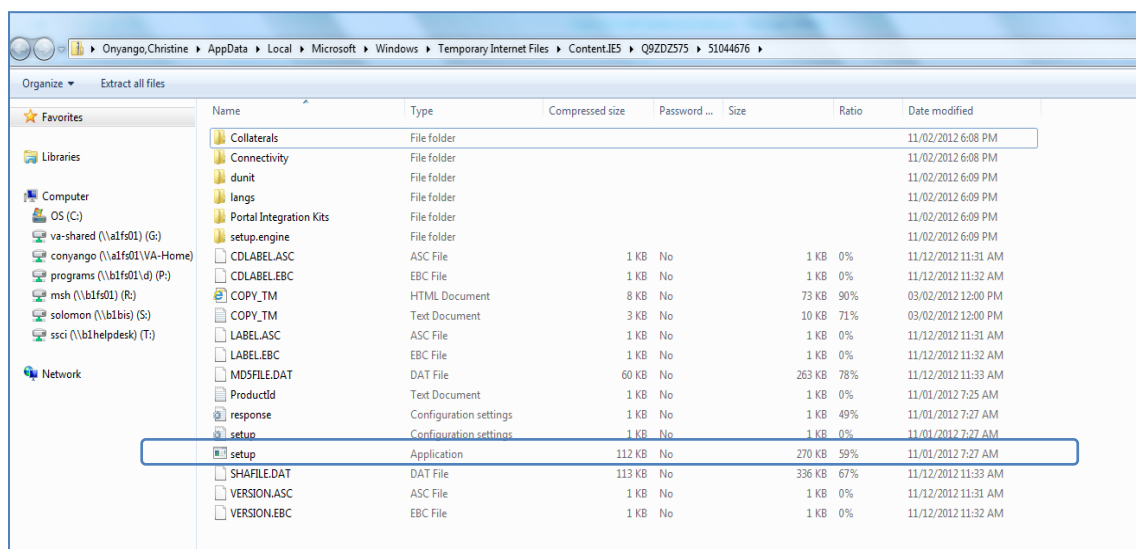 Onyango,Christine ▸ AppData ▸ Local ▸ Microsoft ▸ Windows ▸ Temporary Internet Files ▸ Content.IE5 ▸ Q9ZDZ575 ▸ 51044676 ▸
Organize ▾ Extract all files
Favorites
Libraries
Computer
OS (C:)
va-shared (\\a1fs01) (G:)
conyango (\\a1fs01\VA-Home)
programs (\\b1fs01\d) (P:)
msh (\\b1fs01) (R:)
solomon (\\b1bis) (S:)
ssci (\\b1helpdesk) (T:)
Network
Name Type Compressed size Password ... Size Ratio Date modified
Collaterals File folder 11/02/2012 6:08 PM
Connectivity File folder 11/02/2012 6:08 PM
dunit File folder 11/02/2012 6:09 PM
langs File folder 11/02/2012 6:09 PM
Portal Integration Kits File folder 11/02/2012 6:09 PM
setup.engine File folder 11/02/2012 6:09 PM
CDLABEL.ASC ASC File 1 KB No 1 KB 0% 11/12/2012 11:31 AM
CDLABEL.EBC EBC File 1 KB No 1 KB 0% 11/12/2012 11:32 AM
COPY_TM HTML Document 8 KB No 73 KB 90% 03/02/2012 12:00 PM
COPY_TM Text Document 3 KB No 10 KB 71% 03/02/2012 12:00 PM
LABEL.ASC ASC File 1 KB No 1 KB 0% 11/12/2012 11:31 AM
LABEL.EBC EBC File 1 KB No 1 KB 0% 11/12/2012 11:32 AM
MD5FILE.DAT DAT File 60 KB No 263 KB 78% 11/12/2012 11:33 AM
ProductId Text Document 1 KB No 1 KB 0% 11/01/2012 7:25 AM
response Configuration settings 1 KB No 1 KB 49% 11/01/2012 7:27 AM
setup Configuration settings 1 KB No 1 KB 0% 11/01/2012 7:27 AM
setup Application 112 KB No 270 KB 59% 11/01/2012 7:27 AM
SHAFILE.DAT DAT File 113 KB No 336 KB 67% 11/12/2012 11:33 AM
VERSION.ASC ASC File 1 KB No 1 KB 0% 11/12/2012 11:31 AM
VERSION.EBC EBC File 1 KB No 1 KB 0% 11/12/2012 11:32 AM